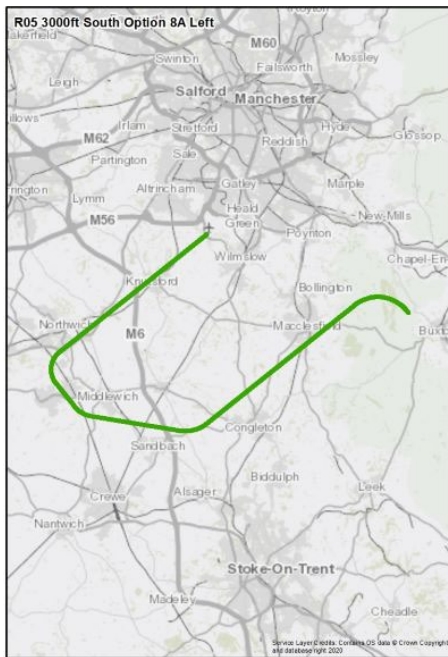 R05 3000ft South Option 8A Left
Royton
M60
akefield
Swinton
Failsworth
Mossley
Leigh
Salford
Manchester
Irlam
Stretford
Hyde
Glossop
M62
Reddish
Partington
Sale
rington
Gatley
Marple
Lymm
Altrincham
Heald
Green
New-Mills
M56
Poynton
Chapel-En
Wilmslow
Knutsford
Bollington
Northwich
M6
Macclesfield
Buxt
Middlewich
Congleton
Sandbach
Biddulph
Crewe
Alsager
Leek
Nantwich
Stoke-On-Trent
Madeley
Cheadle
Service Layer Credits: Contains OS data © Crown Copyright
and database right 2020